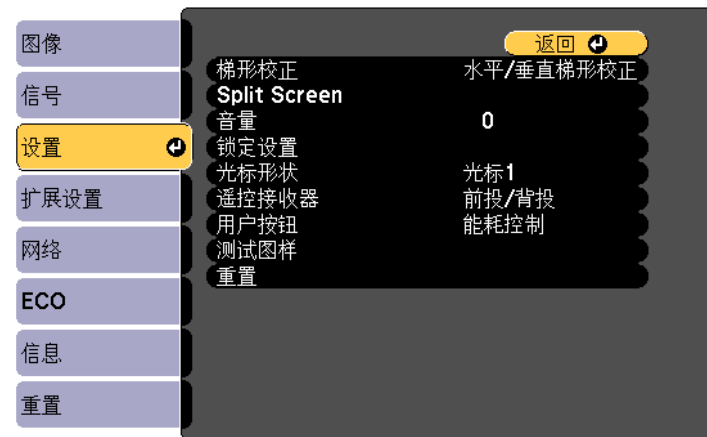 图像
信号
设置
扩展设置
网络
ECO
信息
重置
返回
梯形校正 水平/垂直梯形校正
Split Screen
音量 0
锁定设置
光标形状 光标1
遥控接收器 前投/背投
用户按钮 能耗控制
测试图样
重置